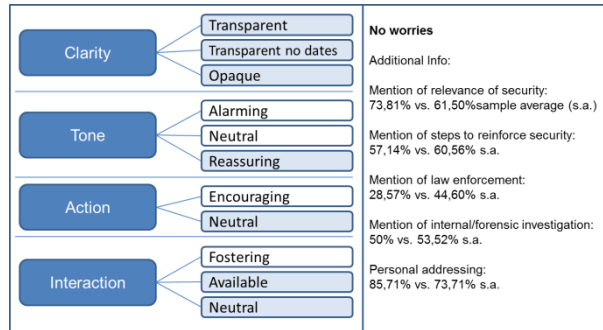 Clarity
Transparent
Transparent no dates
Opaque
Tone
Alarming
Neutral
Reassuring
Action
Encouraging
Neutral
Interaction
Fostering
Available
Neutral
No worries
Additional Info:
Mention of relevance of security:
73,81% vs. 61,50%sample average (s.a.)
Mention of steps to reinforce security:
57,14% vs. 60,56% s.a.
Mention of law enforcement:
28,57% vs. 44,60% s.a.
Mention of internal/forensic investigation:
50% vs. 53,52% s.a.
Personal addressing:
85,71% vs. 73,71% s.a.